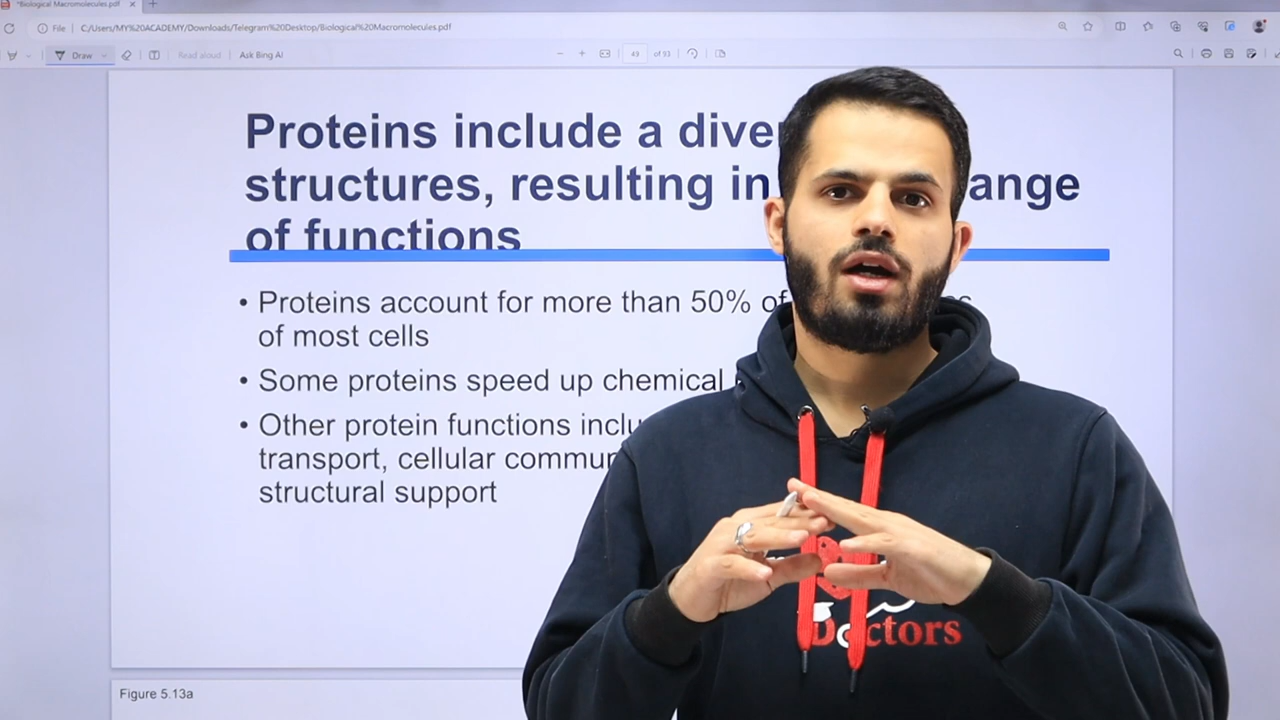 *Biological Macromolecules.pdf
File C:/Users/MY%20ACADEMY/Downloads/Telegram%20Desktop/Biological%20Macromolecules.pdf
Draw Read aloud Ask Bing AI 49 of 93
Proteins include a dive
structures, resulting in ange
of functions
• Proteins account for more than 50% of
of most cells
• Some proteins speed up chemical
• Other protein functions inclu
transport, cellular commun
structural support
Doctors
Figure 5.13a